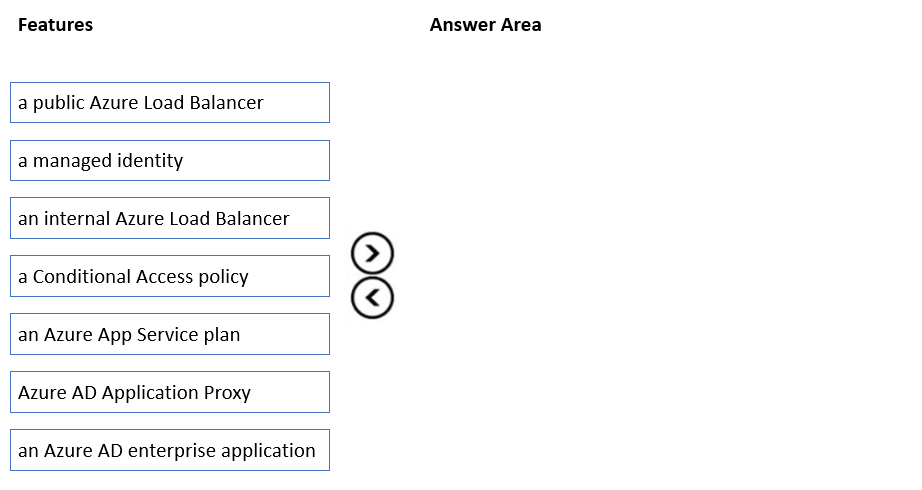 Features
Answer Area
a public Azure Load Balancer
a managed identity
an internal Azure Load Balancer
a Conditional Access policy
an Azure App Service plan
Azure AD Application Proxy
an Azure AD enterprise application